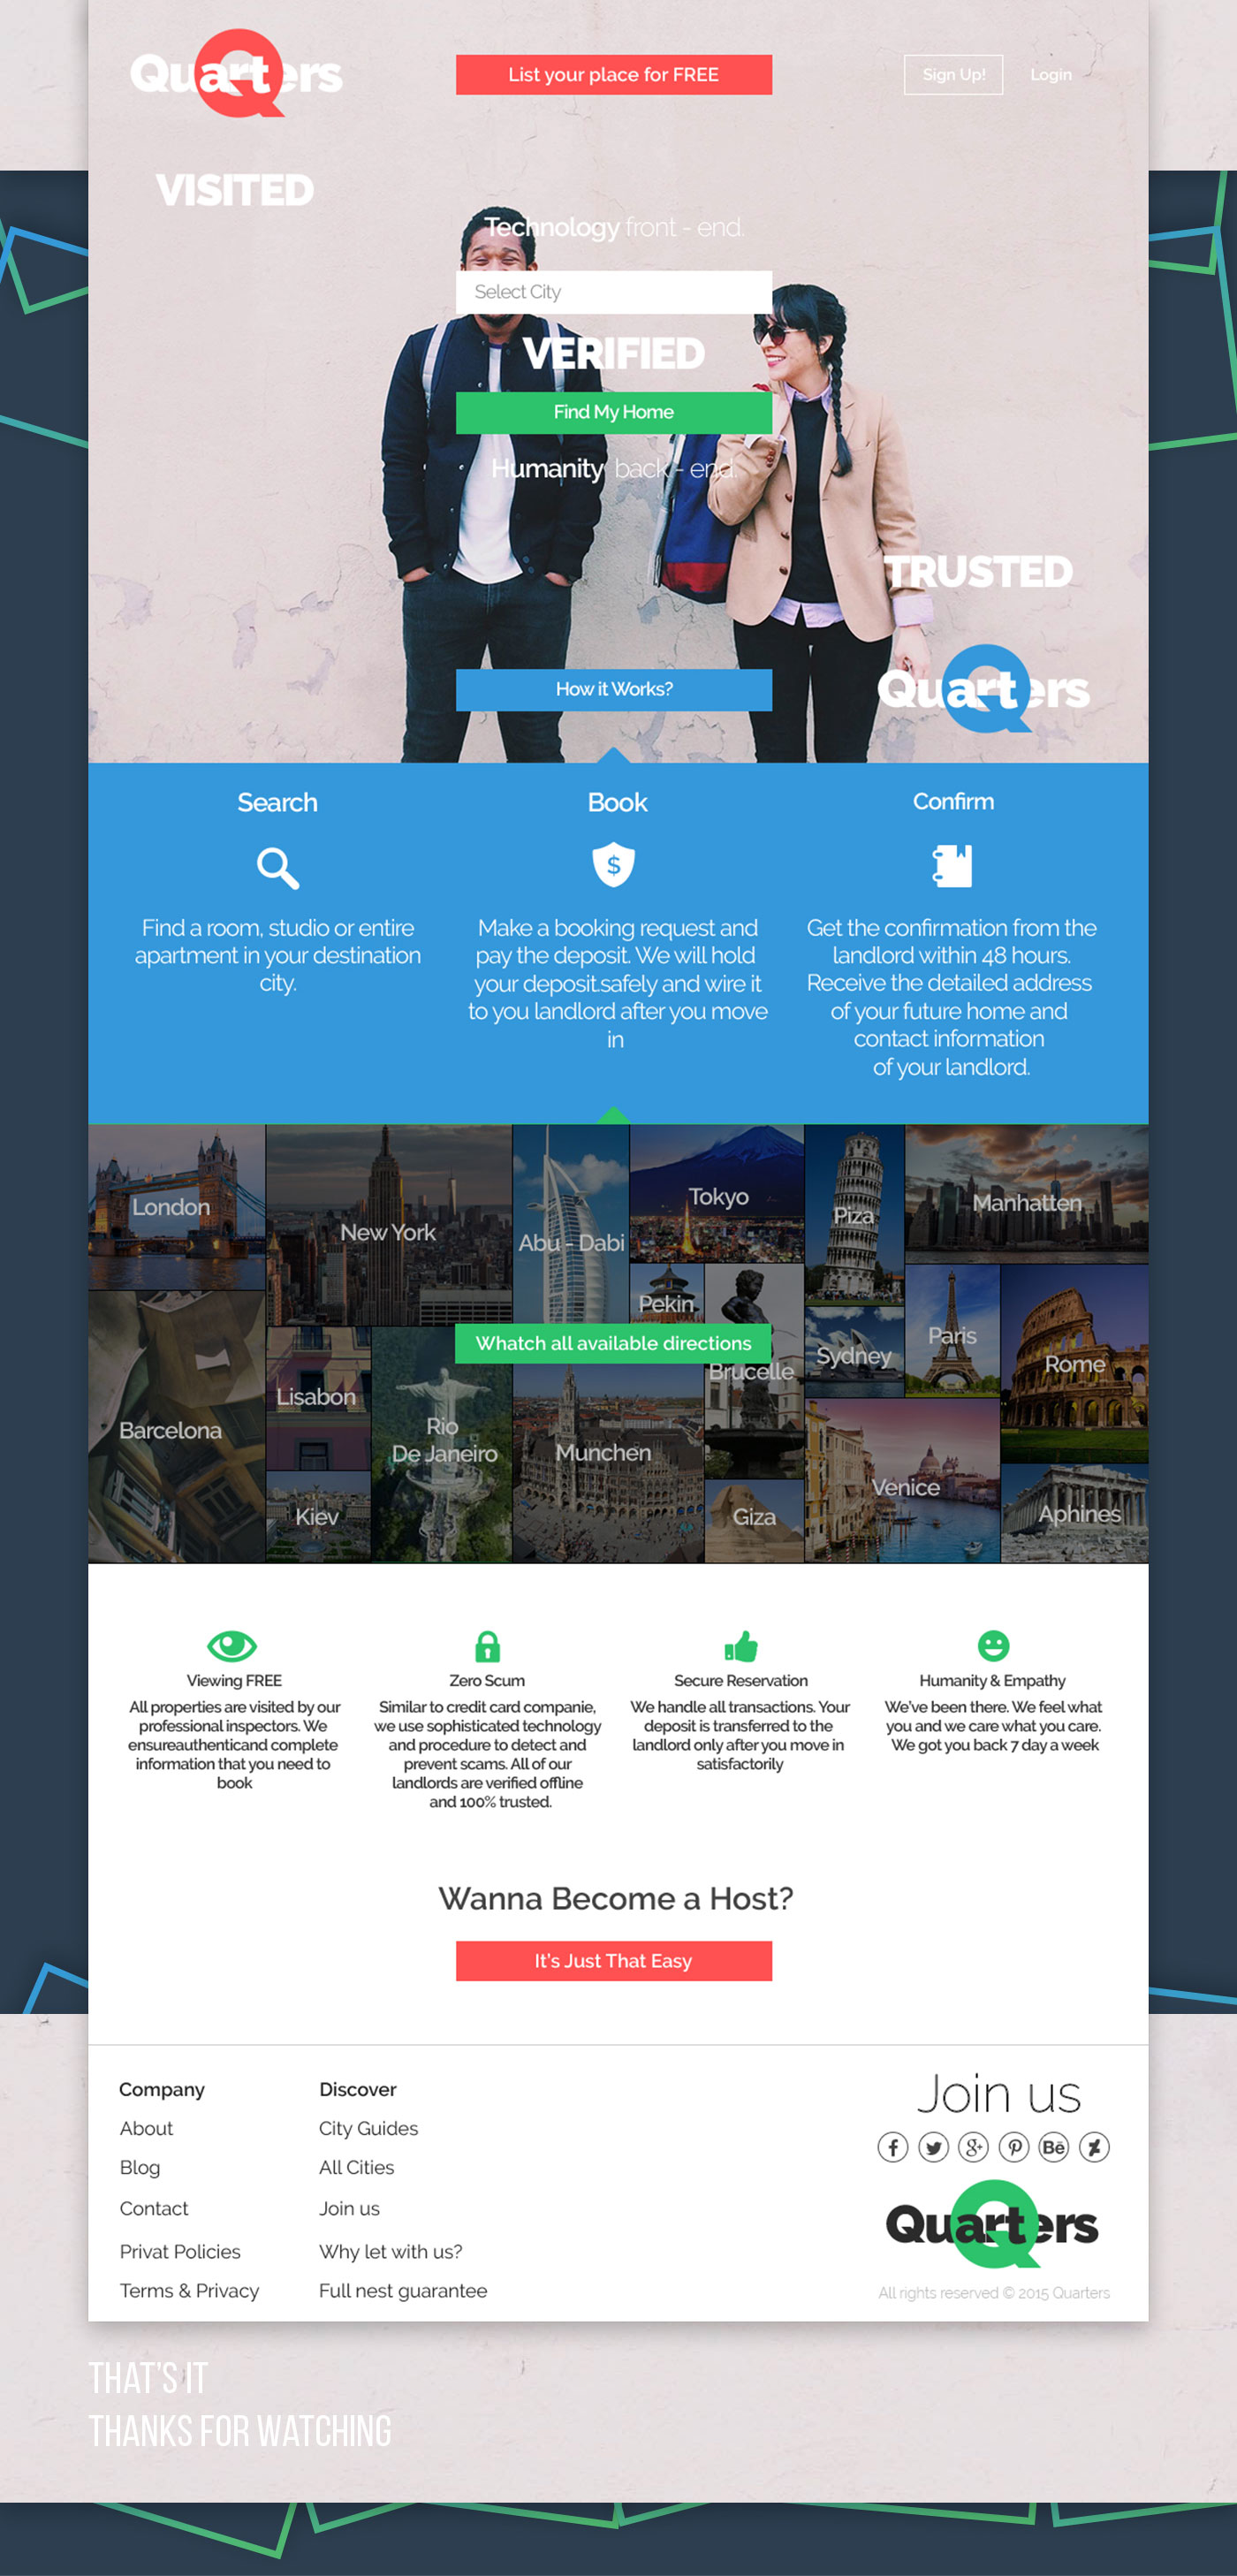 Quarters
List your place for FREE
Sign Up!
Login
VISITED
Technology front - end.
Select City
VERIFIED
Find My Home
Humanity back - end.
TRUSTED
How it Works?
Quarters
Search
Find a room, studio or entire
apartment in your destination
city.
Book
$
Make a booking request and
pay the deposit. We will hold
your deposit.safely and wire it
to you landlord after you move
in
Confirm
Get the confirmation from the
landlord within 48 hours.
Receive the detailed address
of your future home and
contact information
of your landlord.
London
New York
Abu - Dabi
Tokyo
Piza
Manhatten
Pekin
Whatch all available directions
Brucelle
Sydney
Paris
Rome
Barcelona
Lisabon
Rio
De Janeiro
Munchen
Venice
Kiev
Giza
Aphines
Viewing FREE
All properties are visited by our
professional inspectors. We
ensureauthenticand complete
information that you need to
book
Zero Scum
Similar to credit card companie,
we use sophisticated technology
and procedure to detect and
prevent scams. All of our
landlords are verified offline
and 100% trusted.
Secure Reservation
We handle all transactions. Your
deposit is transferred to the
landlord only after you move in
satisfactorily
Humanity & Empathy
We've been there. We feel what
you and we care what you care.
We got you back 7 day a week
Wanna Become a Host?
It's Just That Easy
Company
About
Blog
Contact
Privat Policies
Terms & Privacy
Discover
City Guides
All Cities
Join us
Why let with us?
Full nest guarantee
Join us
Bē
Quarters
All rights reserved © 2015 Quarters
THAT'S IT
THANKS FOR WATCHING